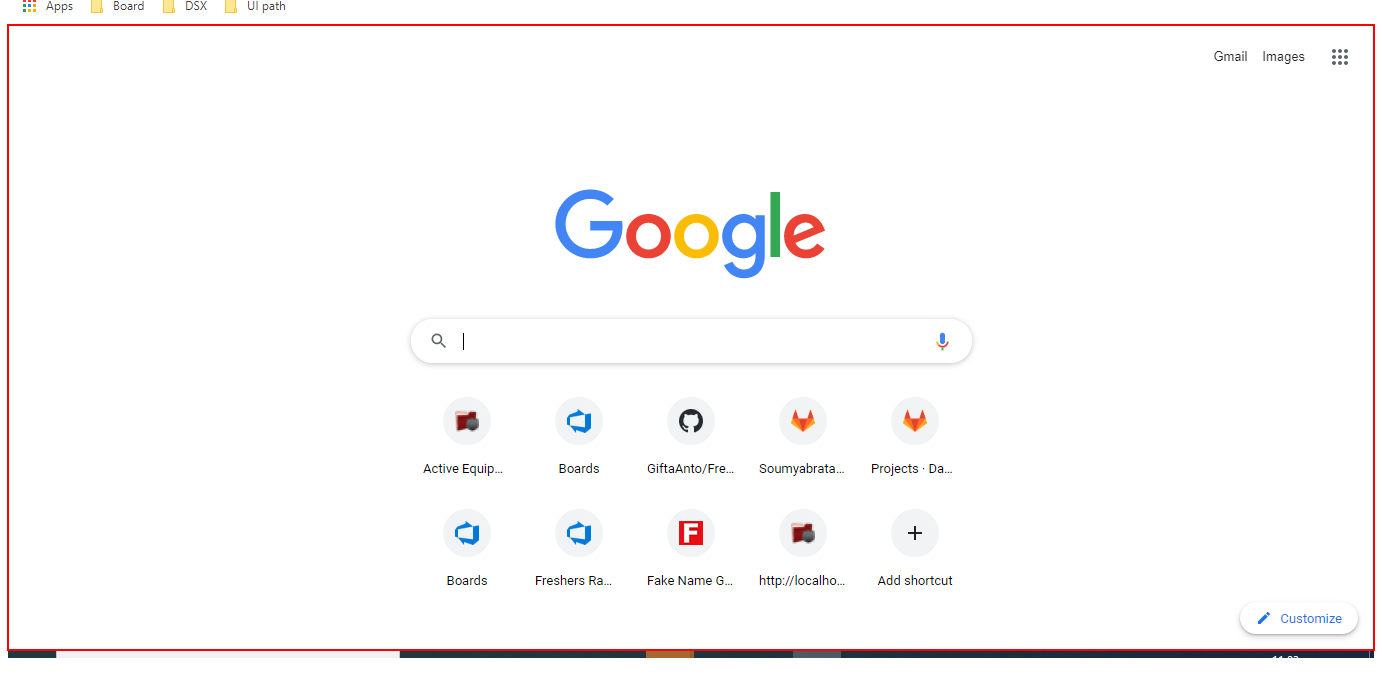 Apps Board DSX UI path
Gmail Images
Google
Active Equip... Boards GiftaAnto/Fre... Soumyabrata... Projects · Da...
Boards Freshers Ra... Fake Name G... http://localho... Add shortcut
Customize